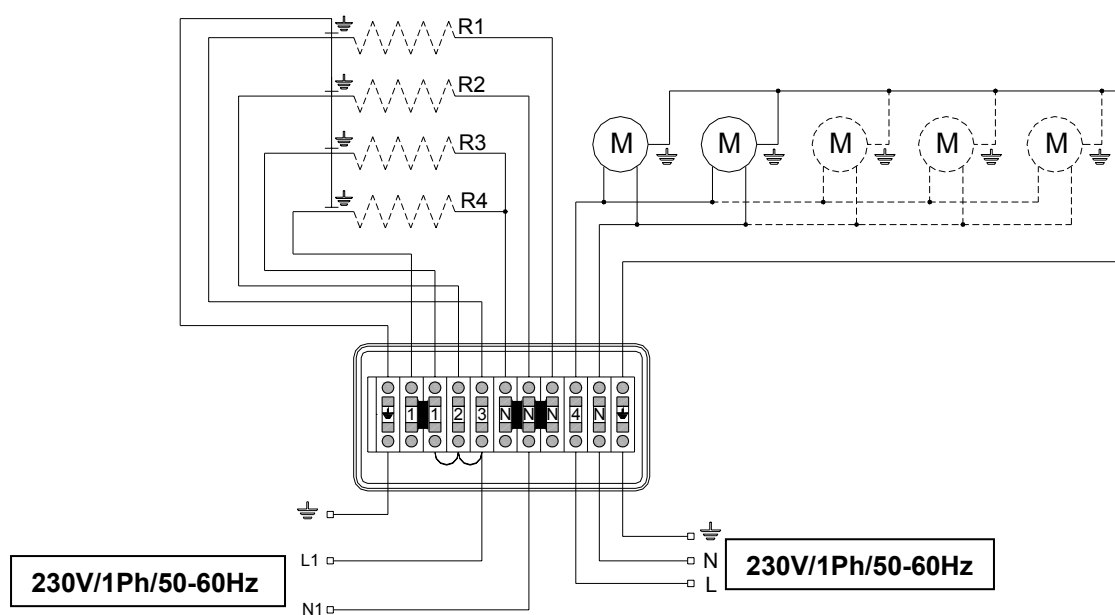 R1
R2
R3
R4
M M M M M
1 1 2 3 N N N 4 N
L1
N1
N
L
230V/1Ph/50-60Hz
230V/1Ph/50-60Hz